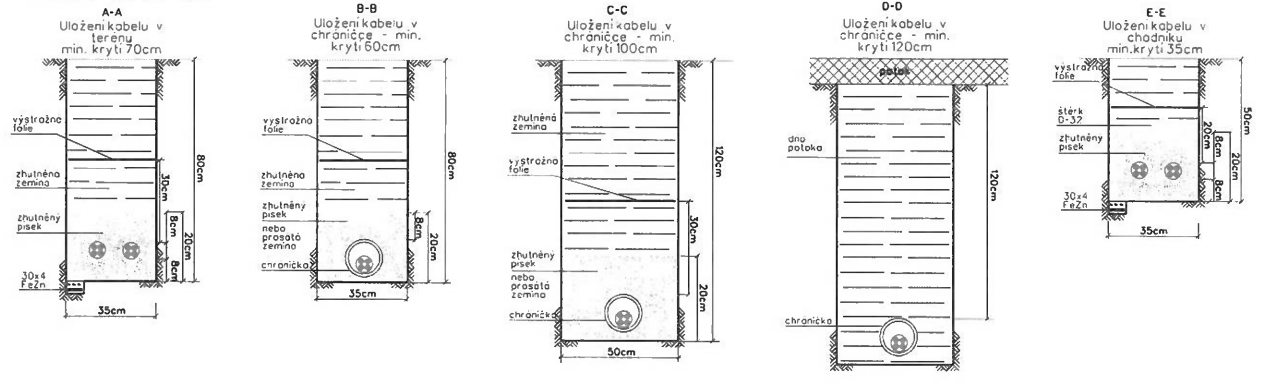 A-A
Uložení kabelu v
terénu
min. krytí 70cm
výstražná
fólie
zhutněná
zemina
zhutněný
písek
30x4
FeZn
30cm
8cm
8cm
20cm
80cm
35cm
B-B
Uložení kabelu v
chráničce - min.
krytí 60cm
výstražná
fólie
zhutněná
zemina
zhutněný
písek
nebo
prosátá
zemina
chránička
8cm
20cm
80cm
35cm
C-C
Uložení kabelu v
chráničce - min.
krytí 100cm
zhutněná
zemina
výstražná
fólie
zhutněný
písek
nebo
prosátá
zemina
chránička
30cm
20cm
120cm
50cm
D-D
Uložení kabelu v
chráničce - min.
krytí 120cm
potok
dno
potoka
chránička
120cm
E-E
Uložení kabelu v
chodníku
min.krytí 35cm
výstražná
fólie
štěrk
0-32
zhutněný
písek
30x4
FeZn
20cm
8cm
8cm
20cm
50cm
35cm